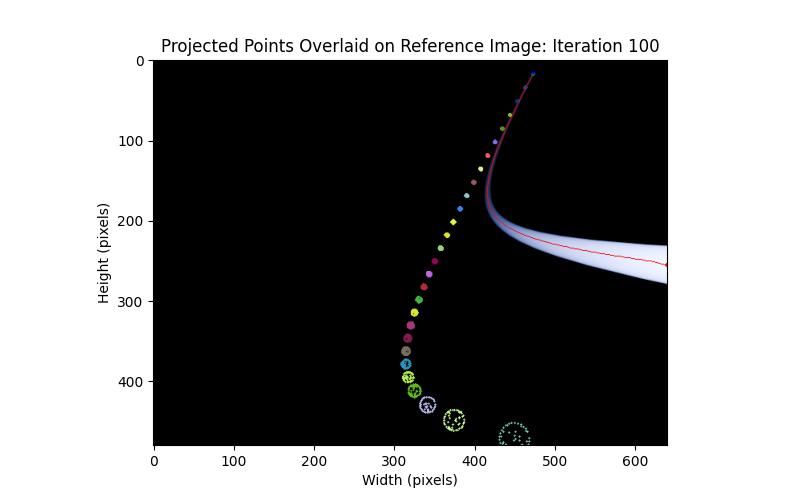 Projected Points Overlaid on Reference Image: Iteration 100
0
100
200
300
400
Height (pixels)
0 100 200 300 400 500 600
Width (pixels)